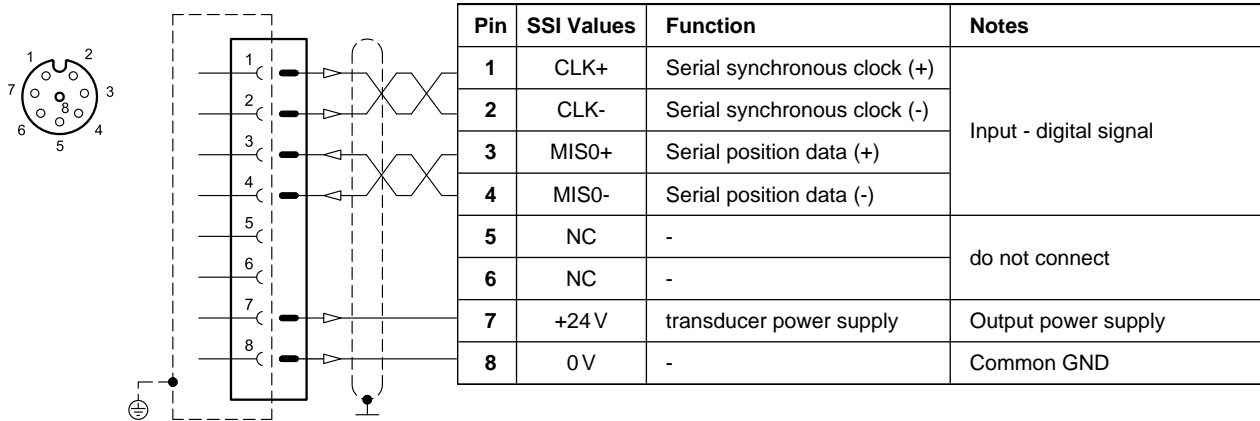 1 2
7 8 3
6 4
5
1
2
3
4
5
6
7
8
Pin SSI Values Function Notes
1 CLK+ Serial synchronous clock (+)
2 CLK- Serial synchronous clock (-)
Input - digital signal
3 MIS0+ Serial position data (+)
4 MIS0- Serial position data (-)
5 NC -
do not connect
6 NC -
7 +24 V transducer power supply Output power supply
8 0 V - Common GND